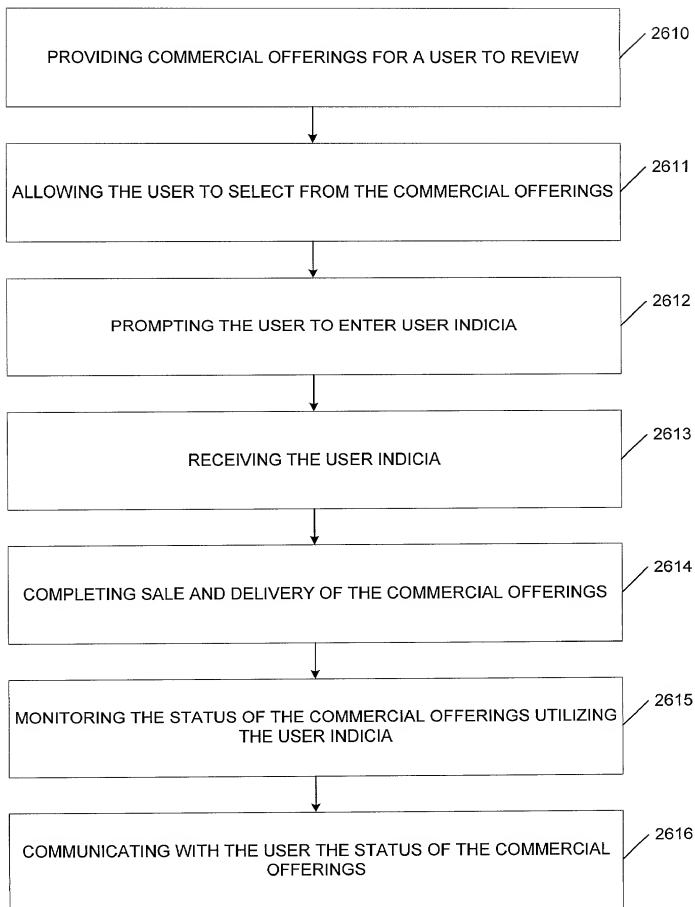 PROVIDING COMMERCIAL OFFERINGS FOR A USER TO REVIEW
2610
ALLOWING THE USER TO SELECT FROM THE COMMERCIAL OFFERINGS
2611
PROMPTING THE USER TO ENTER USER INDICIA
2612
RECEIVING THE USER INDICIA
2613
COMPLETING SALE AND DELIVERY OF THE COMMERCIAL OFFERINGS
2614
MONITORING THE STATUS OF THE COMMERCIAL OFFERINGS UTILIZING
THE USER INDICIA
2615
COMMUNICATING WITH THE USER THE STATUS OF THE COMMERCIAL
OFFERINGS
2616